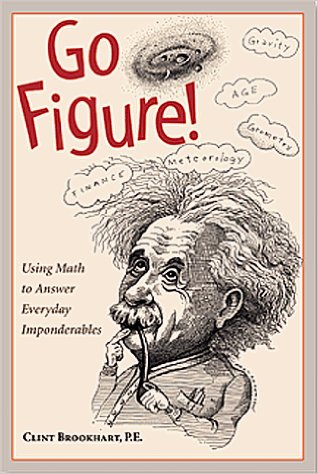 Go
Figure!
Gravity
AGE
Geometry
Meteorology
FINANCE
Using Math
to Answer
Everyday
Imponderables
CLINT BROOKHART, P.E.